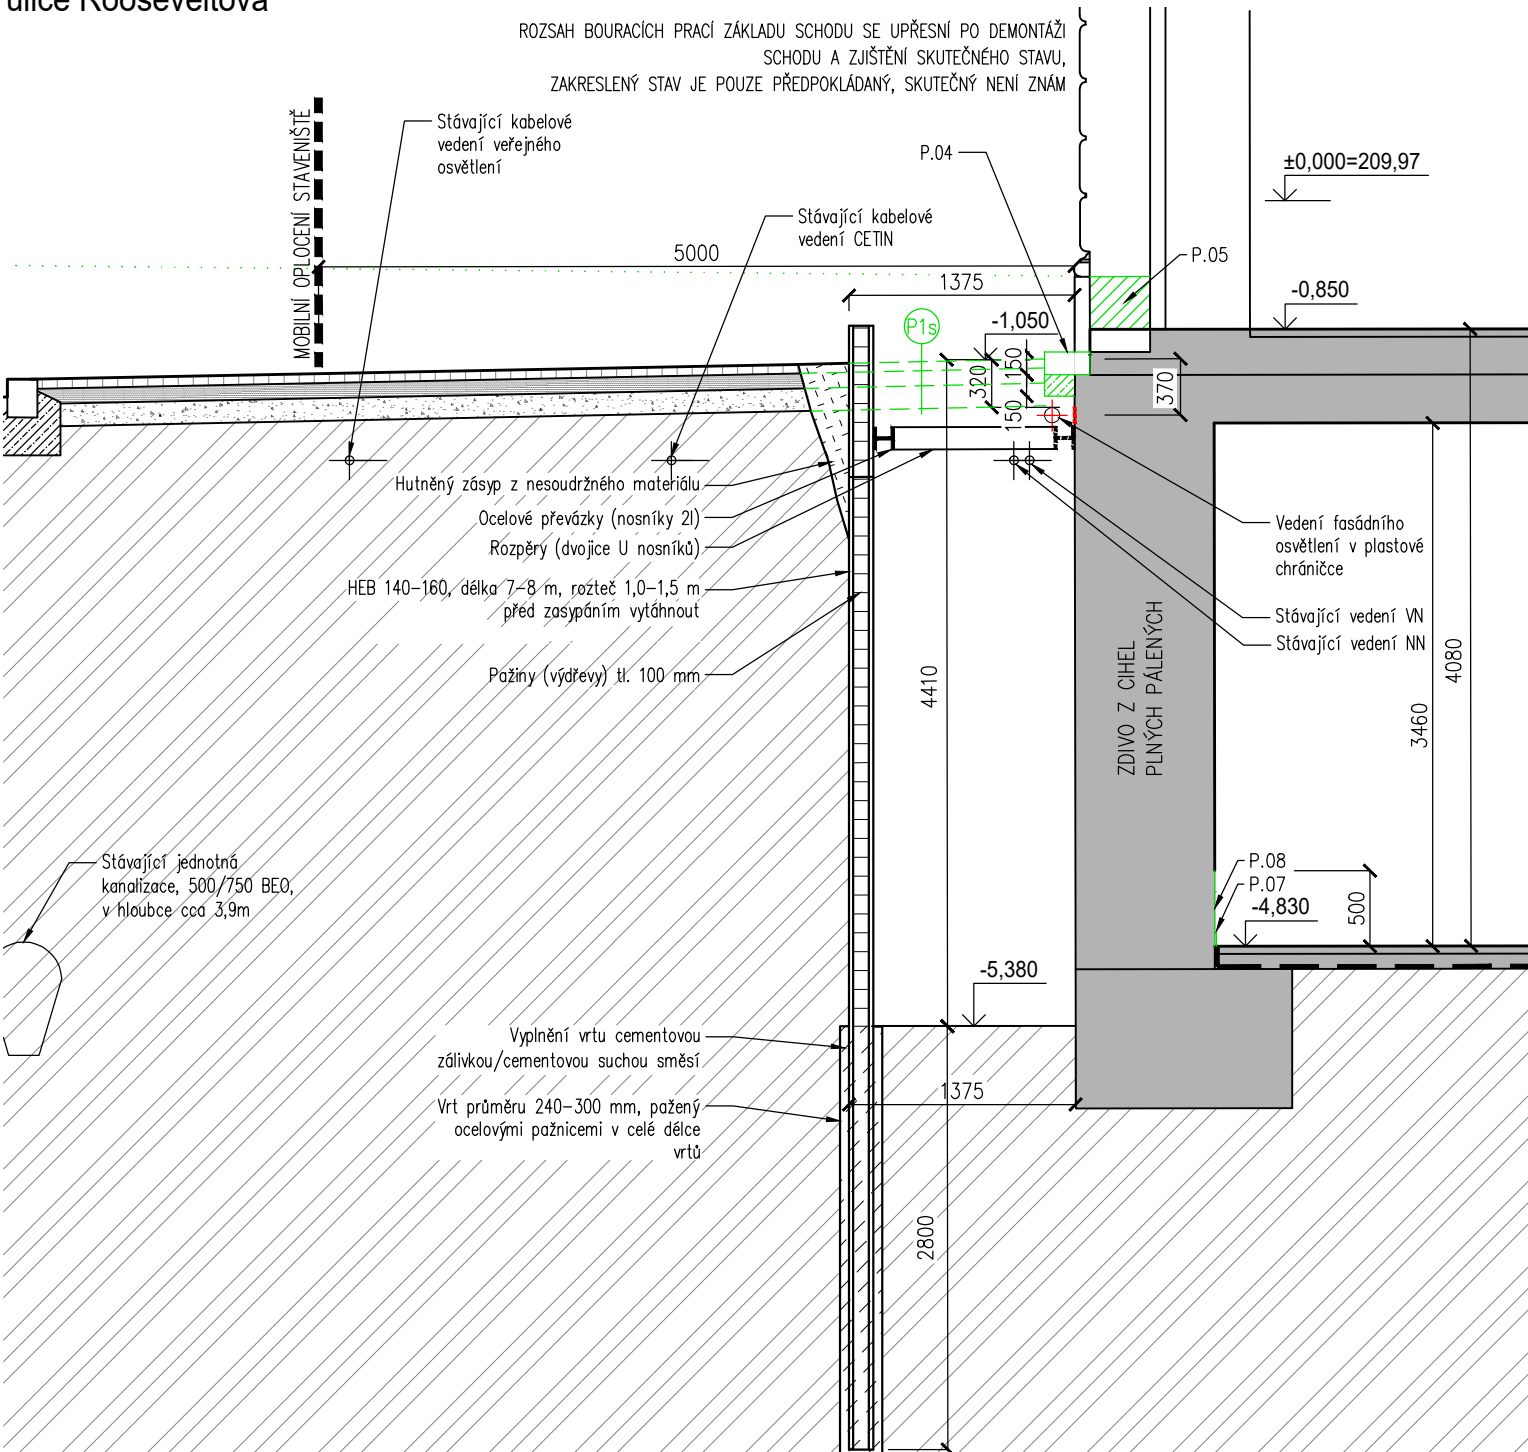 ulice Rooseveltova
ROZSAH BOURACÍCH PRACÍ ZÁKLADU SCHODU SE UPŘESNÍ PO DEMONTÁŽI
SCHODU A ZJIŠTĚNÍ SKUTEČNÉHO STAVU,
ZAKRESLENÝ STAV JE POUZE PŘEDPOKLÁDANÝ, SKUTEČNÝ NENÍ ZNÁM
MOBILNÍ OPLOCENÍ STAVENIŠTĚ
Stávající kabelové
vedení veřejného
osvětlení
P.04
±0,000=209,97
Stávající kabelové
vedení CETIN
5000
P.05
1375
-0,850
P1s
-1,050
150
320
150
370
Hutněný zásyp z nesoudržného materiálu
Ocelové převázky (nosníky 2I)
Rozpěry (dvojice U nosníků)
HEB 140-160, délka 7-8 m, rozteč 1,0-1,5 m
před zasypáním vytáhnout
Pažiny (výdřevy) tl. 100 mm
Vedení fasádního
osvětlení v plastové
chráničce
Stávající vedení VN
Stávající vedení NN
ZDIVO Z CIHEL
PLNÝCH PÁLENÝCH
4410
3460
4080
Stávající jednotná
kanalizace, 500/750 BEO,
v hloubce cca 3,9m
P.08
P.07
-4,830
500
-5,380
Vyplnění vrtu cementovou
zálivkou/cementovou suchou směsí
1375
Vrt průměru 240-300 mm, pažený
ocelovými pažnicemi v celé délce
vrtů
2800